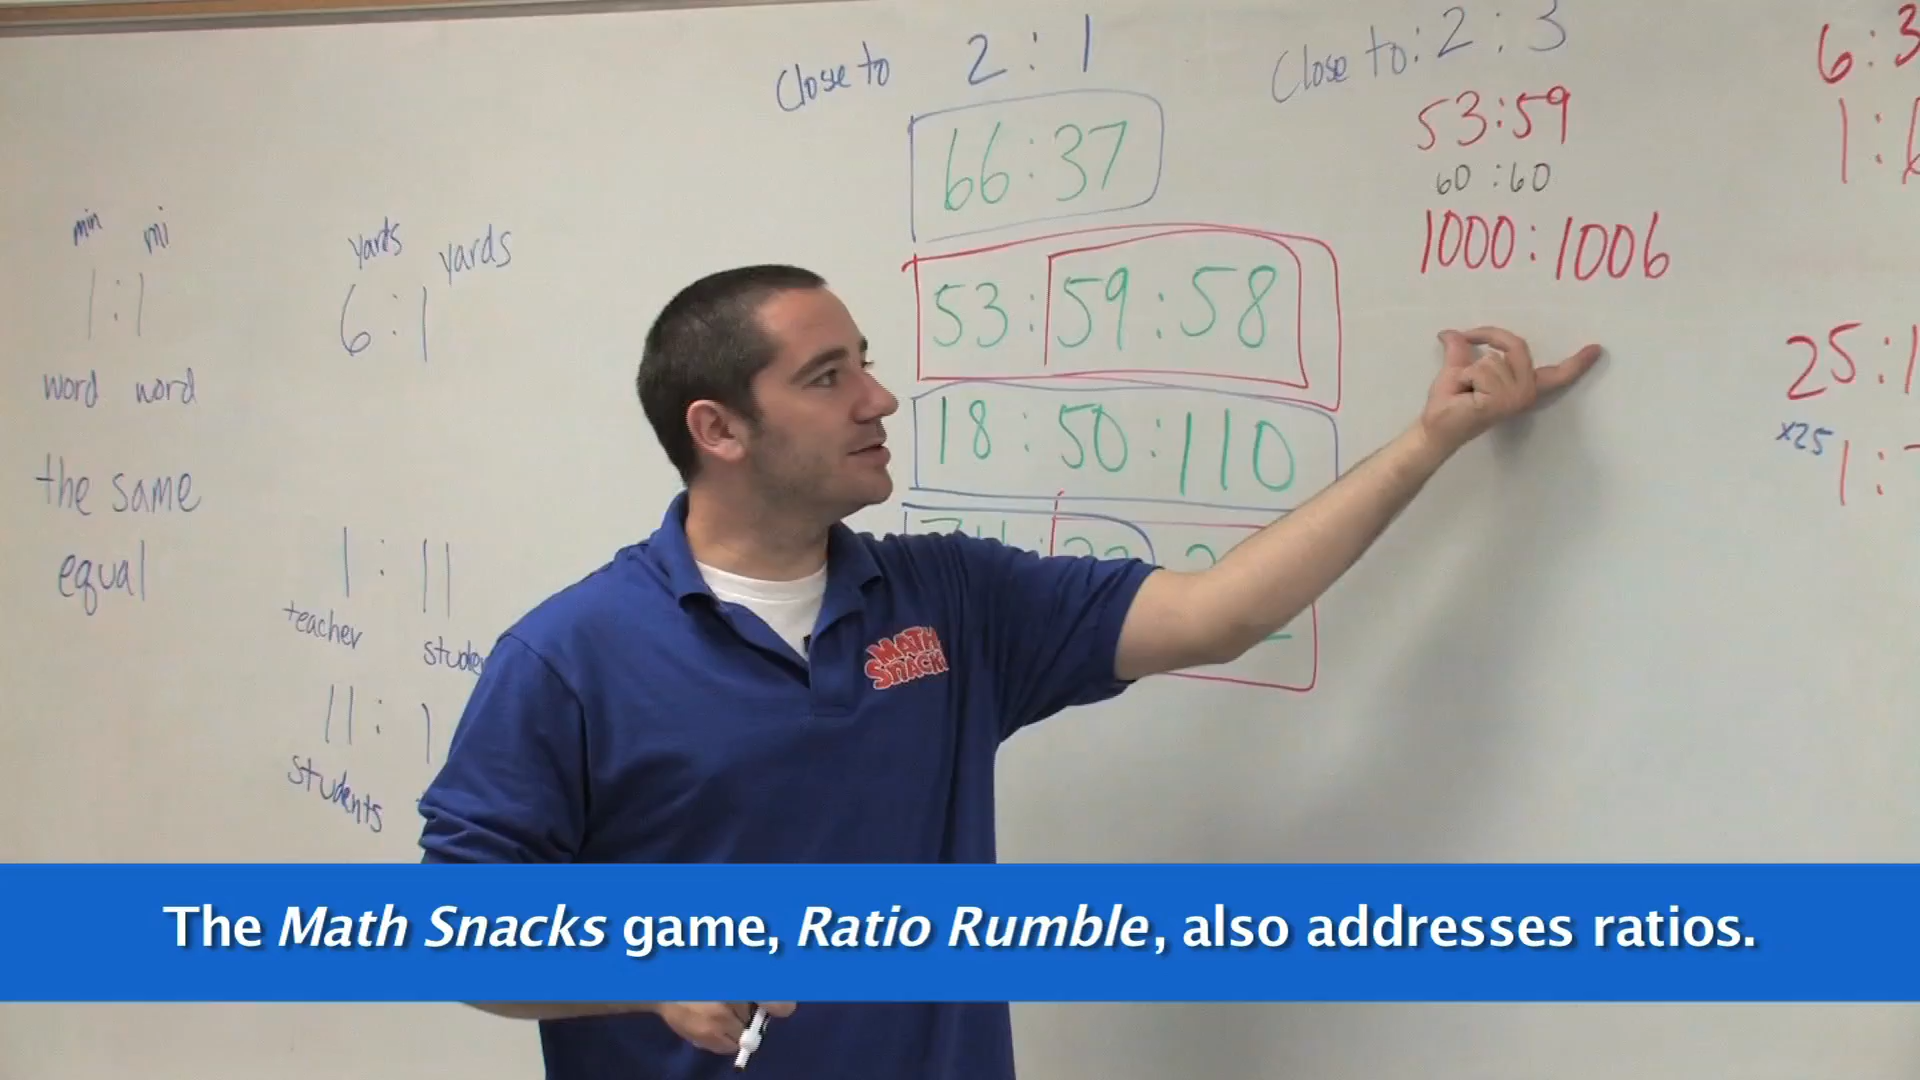 Close to 2 : 1
66:37
53:59:58
18:50:110
Close to: 2 : 3
53:59
60:60
1000:1006
6:3
1:
25:1
x25
1:
min mi
1:1
word word
the same
equal
yards yards
6:1
1:11
teacher
11:1
students
MATH
SNACKS
The Math Snacks game, Ratio Rumble, also addresses ratios.